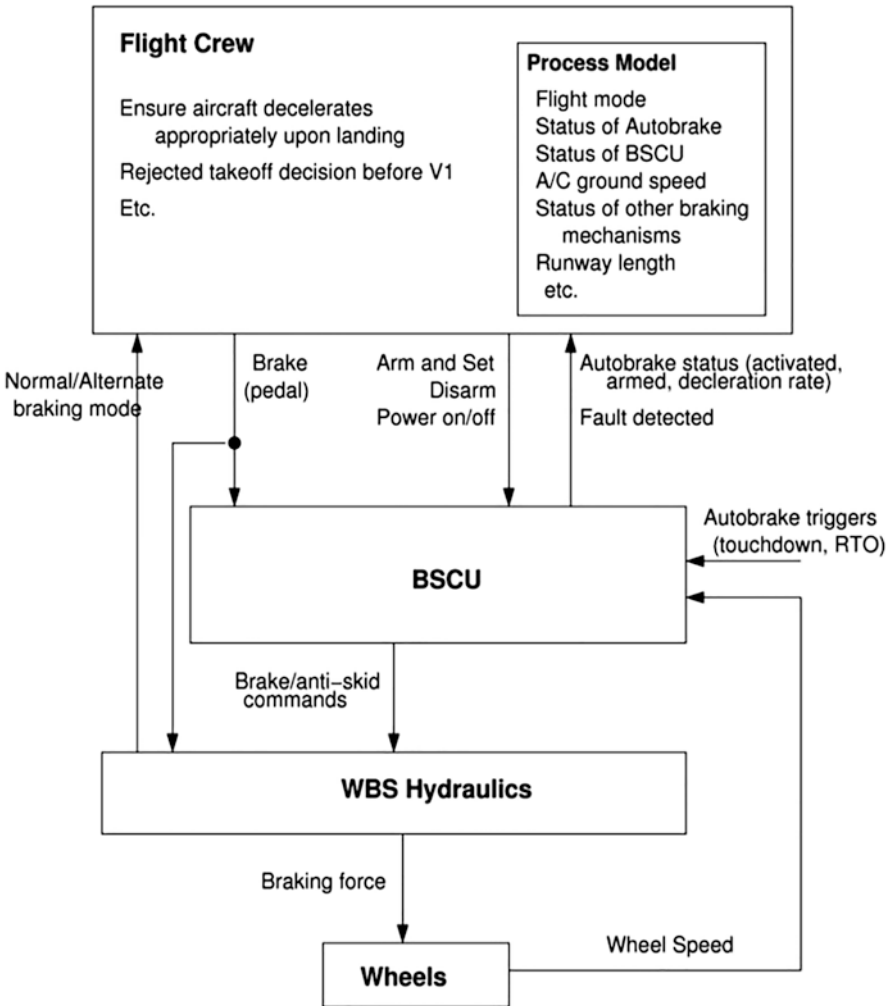 Flight Crew
Ensure aircraft decelerates
appropriately upon landing
Rejected takeoff decision before V1
Etc.
Process Model
Flight mode
Status of Autobrake
Status of BSCU
A/C ground speed
Status of other braking
mechanisms
Runway length
etc.
Normal/Alternate
braking mode
Brake
(pedal)
Arm and Set
Disarm
Power on/off
Autobrake status (activated,
armed, decleration rate)
Fault detected
Autobrake triggers
(touchdown, RTO)
BSCU
Brake/anti–skid
commands
WBS Hydraulics
Braking force
Wheel Speed
Wheels